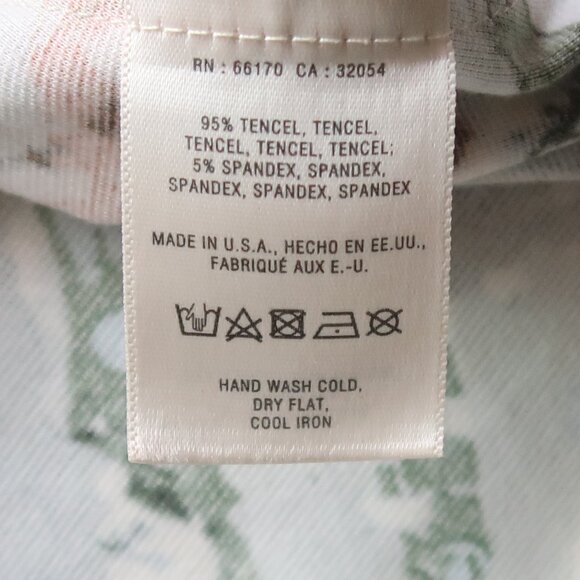 RN : 66170 CA : 32054
95% TENCEL, TENCEL,
TENCEL, TENCEL, TENCEL;
5% SPANDEX, SPANDEX,
SPANDEX, SPANDEX, SPANDEX
MADE IN U.S.A., HECHO EN EE.UU.,
FABRIQUÉ AUX E.-U.
HAND WASH COLD,
DRY FLAT,
COOL IRON